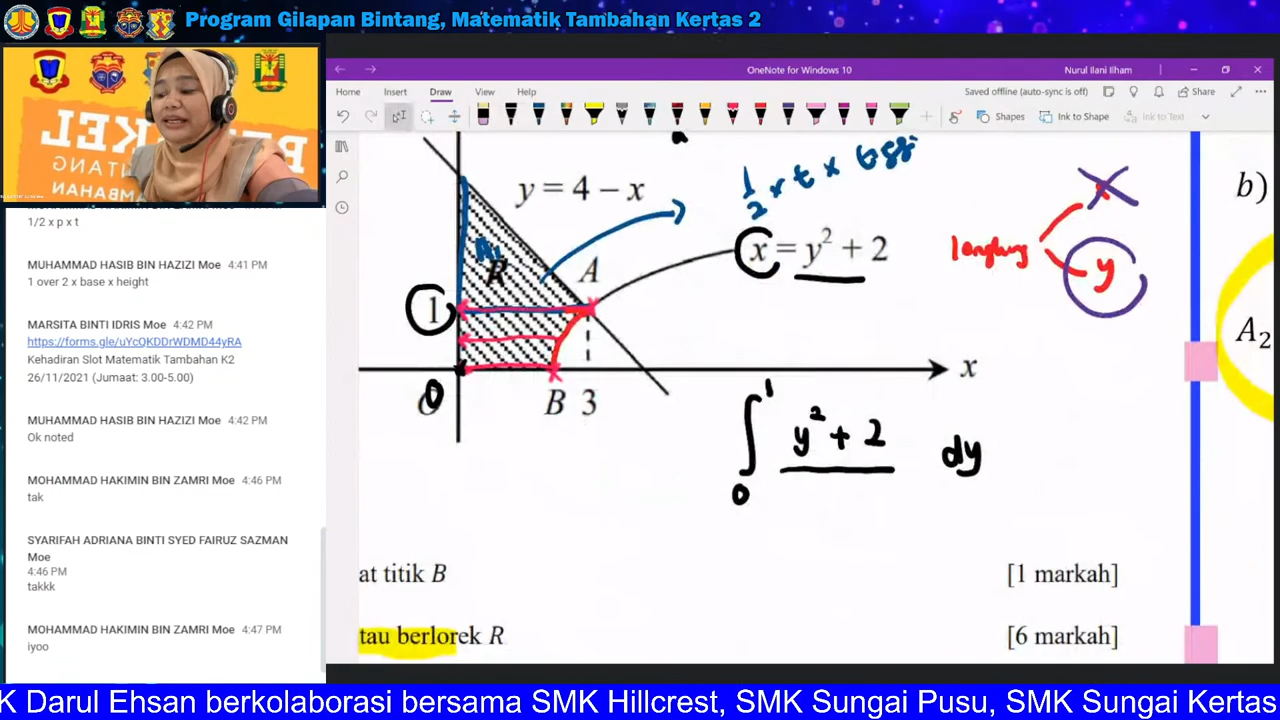 Program Gilapan Bintang, Matematik Tambahan Kertas 2
OneNote for Windows 10
Nurul Ilani Ilham
Home Insert Draw View Help
Saved offline (auto-sync is off)
Share
Shapes
Ink to Shape
Ink to Text
1/2 x p x t
MUHAMMAD HASIB BIN HAZIZI Moe 4:41 PM
1 over 2 x base x height
MARSITA BINTI IDRIS Moe 4:42 PM
https://forms.gle/uYcQKDDrWDMD44yRA
Kehadiran Slot Matematik Tambahan K2
26/11/2021 (Jumaat: 3.00-5.00)
MUHAMMAD HASIB BIN HAZIZI Moe 4:42 PM
Ok noted
MOHAMMAD HAKIMIN BIN ZAMRI Moe 4:46 PM
tak
SYARIFAH ADRIANA BINTI SYED FAIRUZ SAZMAN
Moe
4:46 PM
takkk
MOHAMMAD HAKIMIN BIN ZAMRI Moe 4:47 PM
iyoo
y = 4 − x
1/2 x t x
x = y² + 2
A₁
R
A
1
0
B 3
x
y
b)
A₂
∫₀¹ y² + 2 dy
at titik B
[1 markah]
tau berlorek R
[6 markah]
K Darul Ehsan berkolaborasi bersama SMK Hillcrest, SMK Sungai Pusu, SMK Sungai Kertas